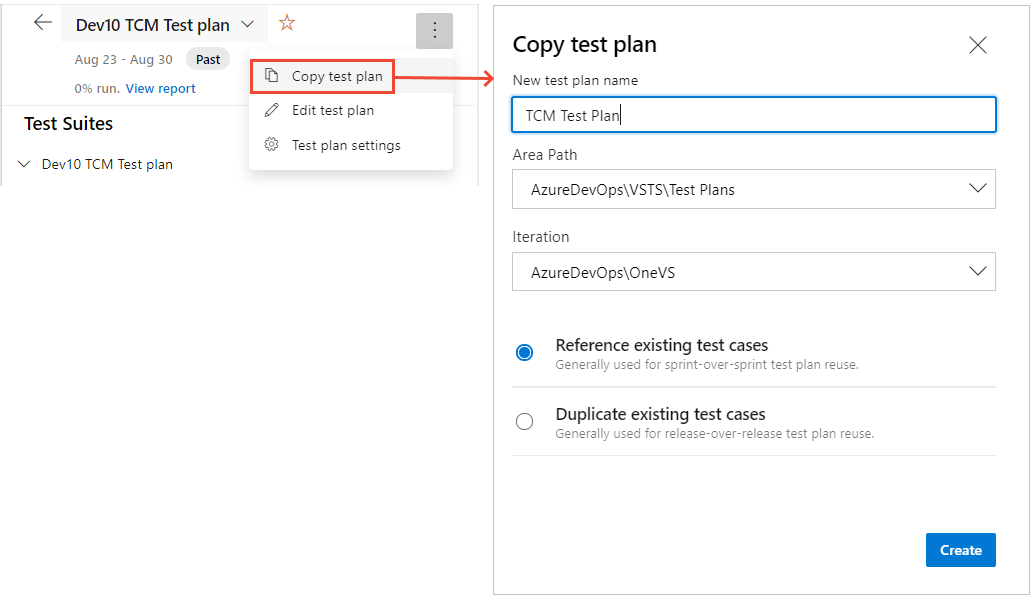 Dev10 TCM Test plan
Aug 23 - Aug 30 Past
0% run. View report
Test Suites
Dev10 TCM Test plan
Copy test plan
Edit test plan
Test plan settings
Copy test plan
New test plan name
TCM Test Plan
Area Path
AzureDevOps\VSTS\Test Plans
Iteration
AzureDevOps\OneVS
Reference existing test cases
Generally used for sprint-over-sprint test plan reuse.
Duplicate existing test cases
Generally used for release-over-release test plan reuse.
Create